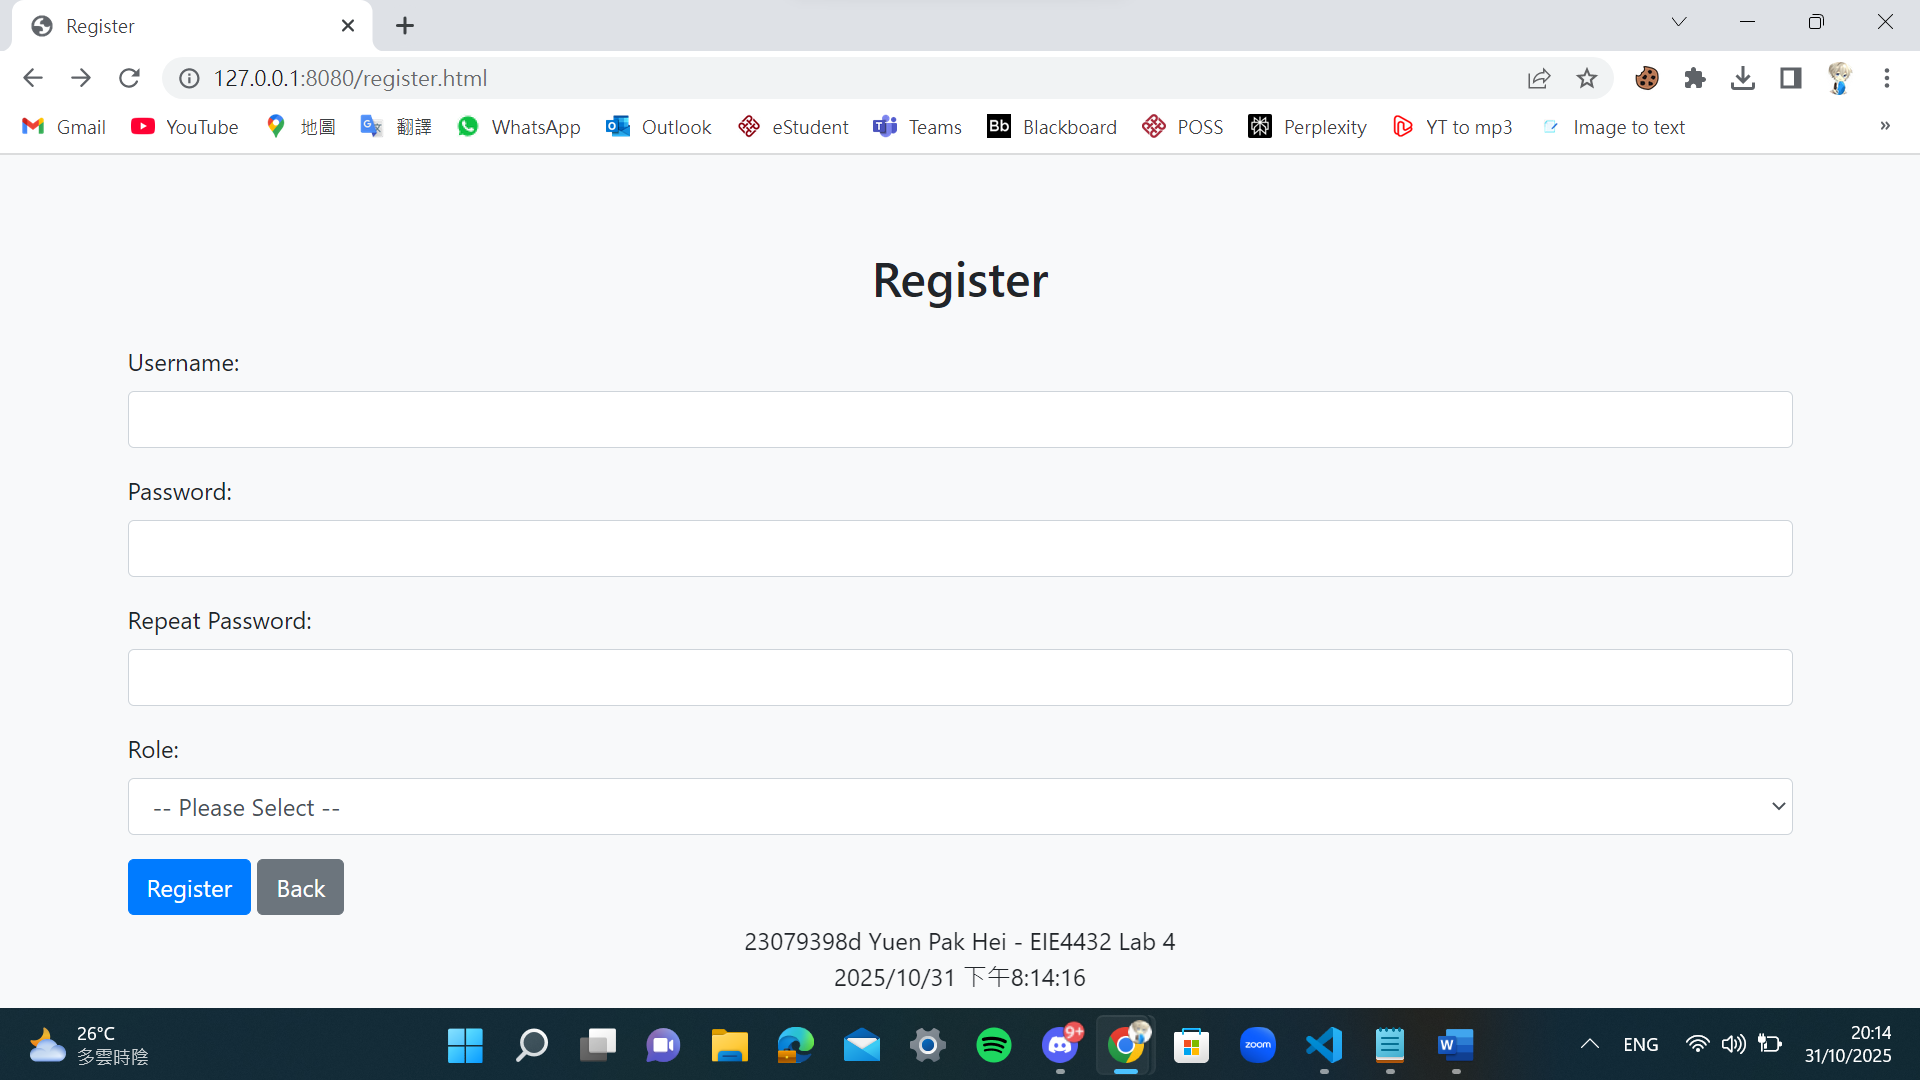 Register
127.0.0.1:8080/register.html
Gmail YouTube 地圖 翻譯 WhatsApp Outlook eStudent Teams Bb Blackboard POSS Perplexity YT to mp3 Image to text »
Register
Username:
Password:
Repeat Password:
Role:
-- Please Select --
Register Back
23079398d Yuen Pak Hei - EIE4432 Lab 4
2025/10/31 下午8:14:16
26°C
多雲時陰
9+
zoom
W
ENG
20:14
31/10/2025